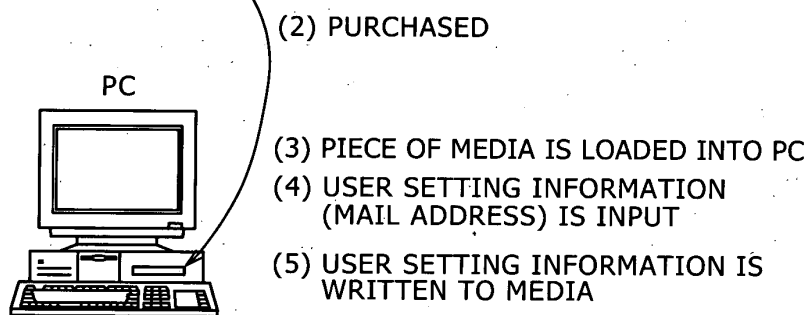 (2) PURCHASED
PC
(3) PIECE OF MEDIA IS LOADED INTO PC
(4) USER SETTING INFORMATION
(MAIL ADDRESS) IS INPUT
(5) USER SETTING INFORMATION IS
WRITTEN TO MEDIA